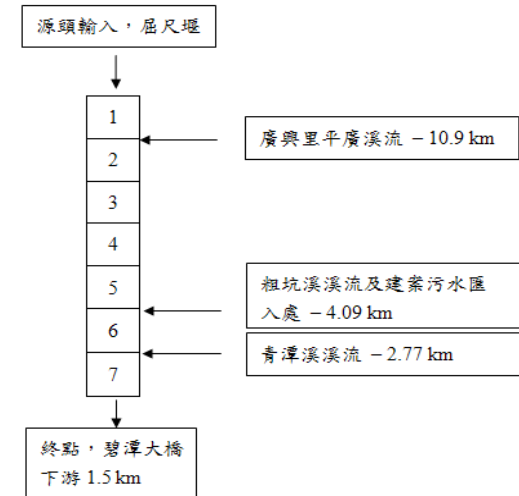 源頭輸入，屈尺堰
1
2
廣興里平廣溪流 – 10.9 km
3
4
5
粗坑溪溪流及建案污水匯
入處 – 4.09 km
6
青潭溪溪流 – 2.77 km
7
終點，碧潭大橋
下游 1.5 km